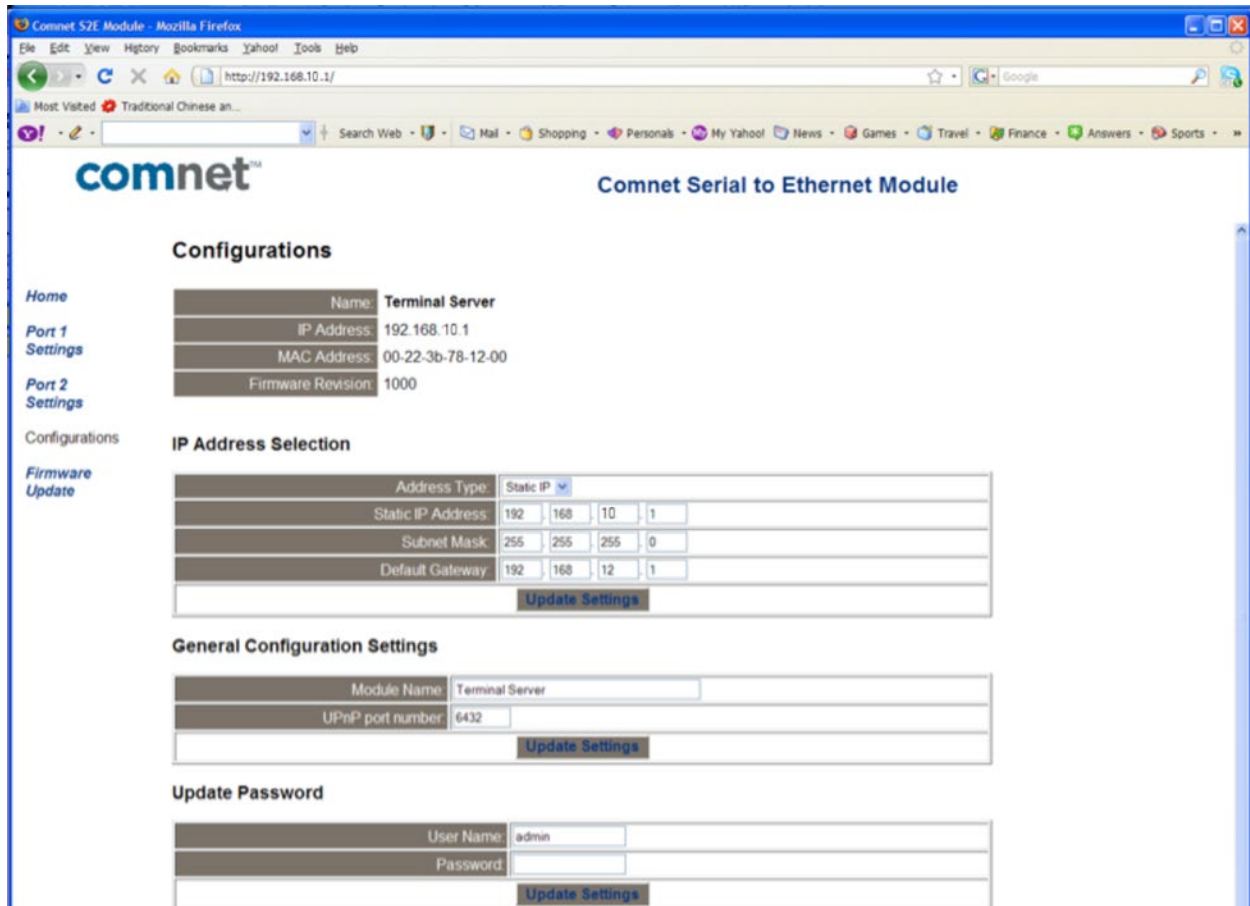 Comnet S2E Module - Mozilla Firefox
File Edit View History Bookmarks Yahoo! Tools Help
http://192.168.10.1/
Google
Most Visited Traditional Chinese an...
Y! Search Web Mail Shopping Personals My Yahoo! News Games Travel Finance Answers Sports »
comnet™
Comnet Serial to Ethernet Module
Configurations
Home
Port 1
Settings
Port 2
Settings
Configurations
Firmware
Update
Name: Terminal Server
IP Address: 192.168.10.1
MAC Address: 00-22-3b-78-12-00
Firmware Revision: 1000
IP Address Selection
Address Type: Static IP
Static IP Address: 192 . 168 . 10 . 1
Subnet Mask: 255 . 255 . 255 . 0
Default Gateway: 192 . 168 . 12 . 1
Update Settings
General Configuration Settings
Module Name: Terminal Server
UPnP port number: 6432
Update Settings
Update Password
User Name: admin
Password:
Update Settings